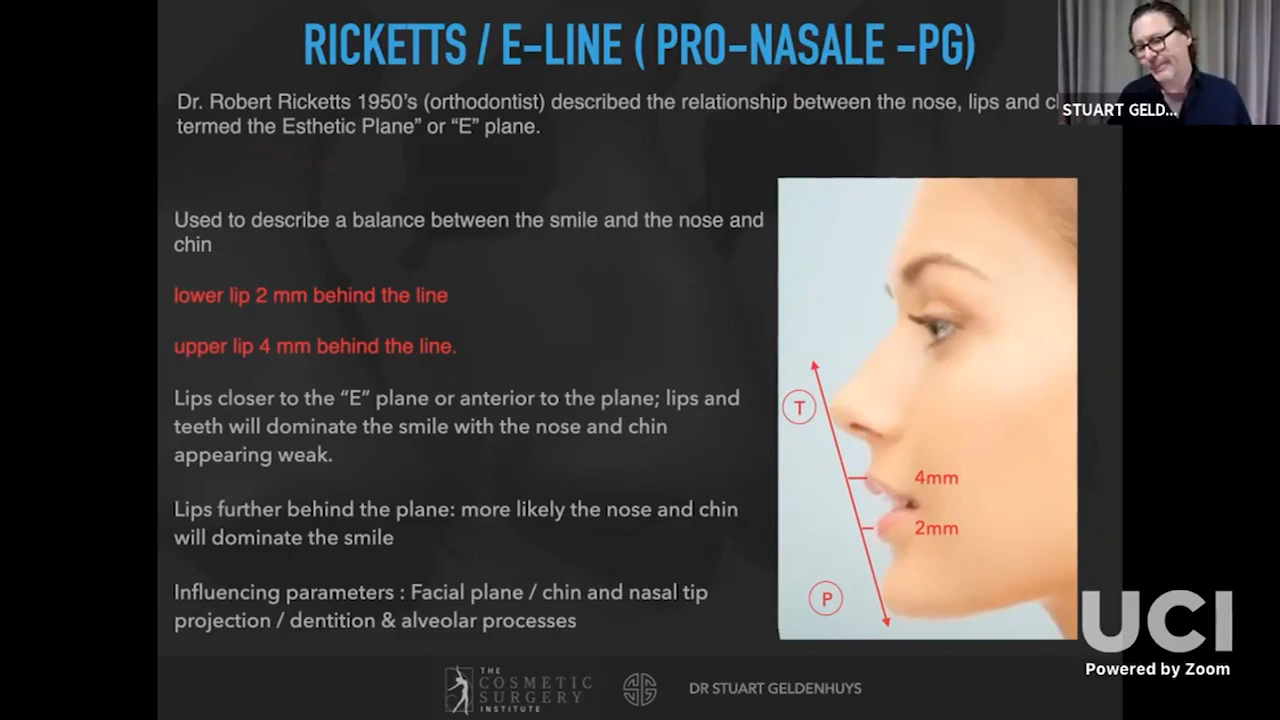 RICKETTS / E-LINE ( PRO-NASALE -PG)
STUART GELD...
Dr. Robert Ricketts 1950’s (orthodontist) described the relationship between the nose, lips and
termed the Esthetic Plane” or “E” plane.
Used to describe a balance between the smile and the nose and
chin
lower lip 2 mm behind the line
upper lip 4 mm behind the line.
Lips closer to the “E” plane or anterior to the plane; lips and
teeth will dominate the smile with the nose and chin
appearing weak.
Lips further behind the plane: more likely the nose and chin
will dominate the smile
Influencing parameters : Facial plane / chin and nasal tip
projection / dentition & alveolar processes
T
4mm
2mm
P
UCI
Powered by Zoom
THE
COSMETIC
SURGERY
INSTITUTE
DR STUART GELDENHUYS